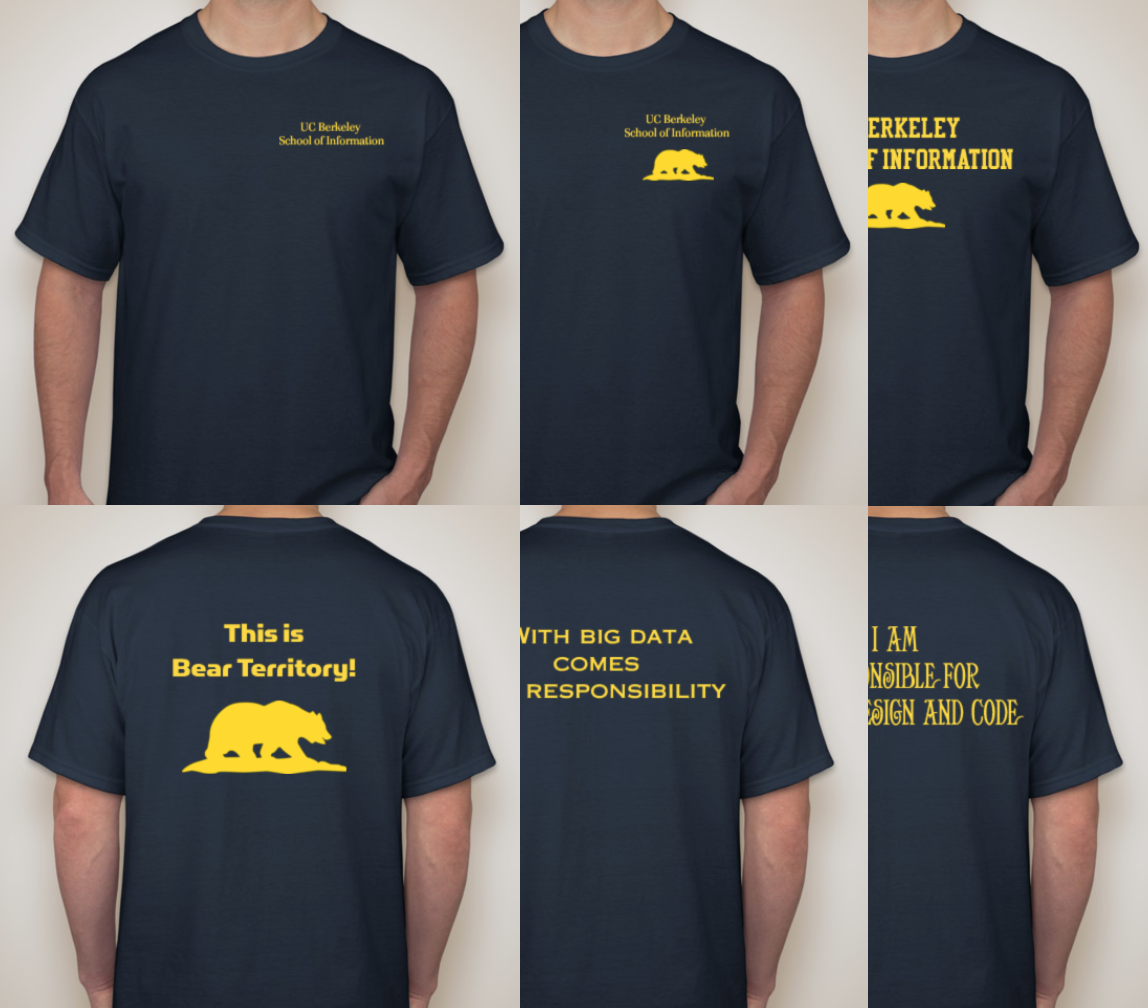 UC Berkeley
School of Information
UC Berkeley
School of Information
ERKELEY
F INFORMATION
This is
Bear Territory!
WITH BIG DATA
COMES
RESPONSIBILITY
I AM
ONSIBLE FOR
ESIGN AND CODE